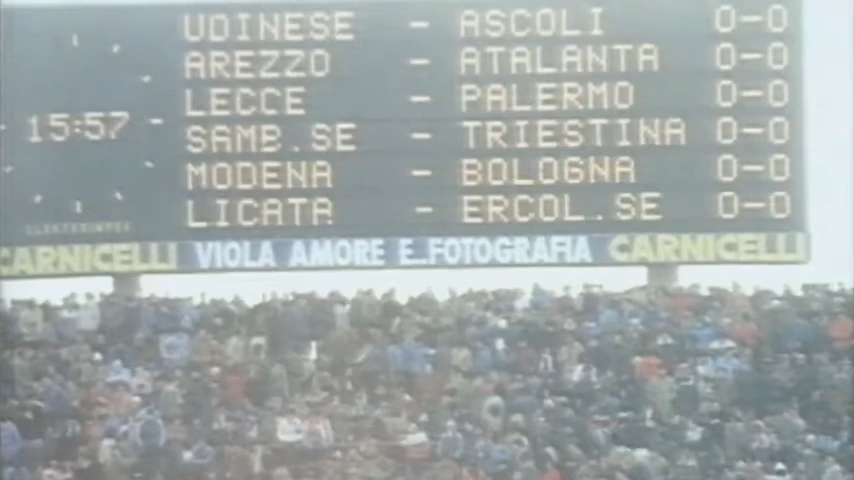 UDINESE - ASCOLI 0-0
AREZZO - ATALANTA 0-0
LECCE - PALERMO 0-0
15:57
SAMB.SE - TRIESTINA 0-0
MODENA - BOLOGNA 0-0
LICATA - ERCOL.SE 0-0
CARNICELLI VIOLA AMORE E..FOTOGRAFIA CARNICELLI